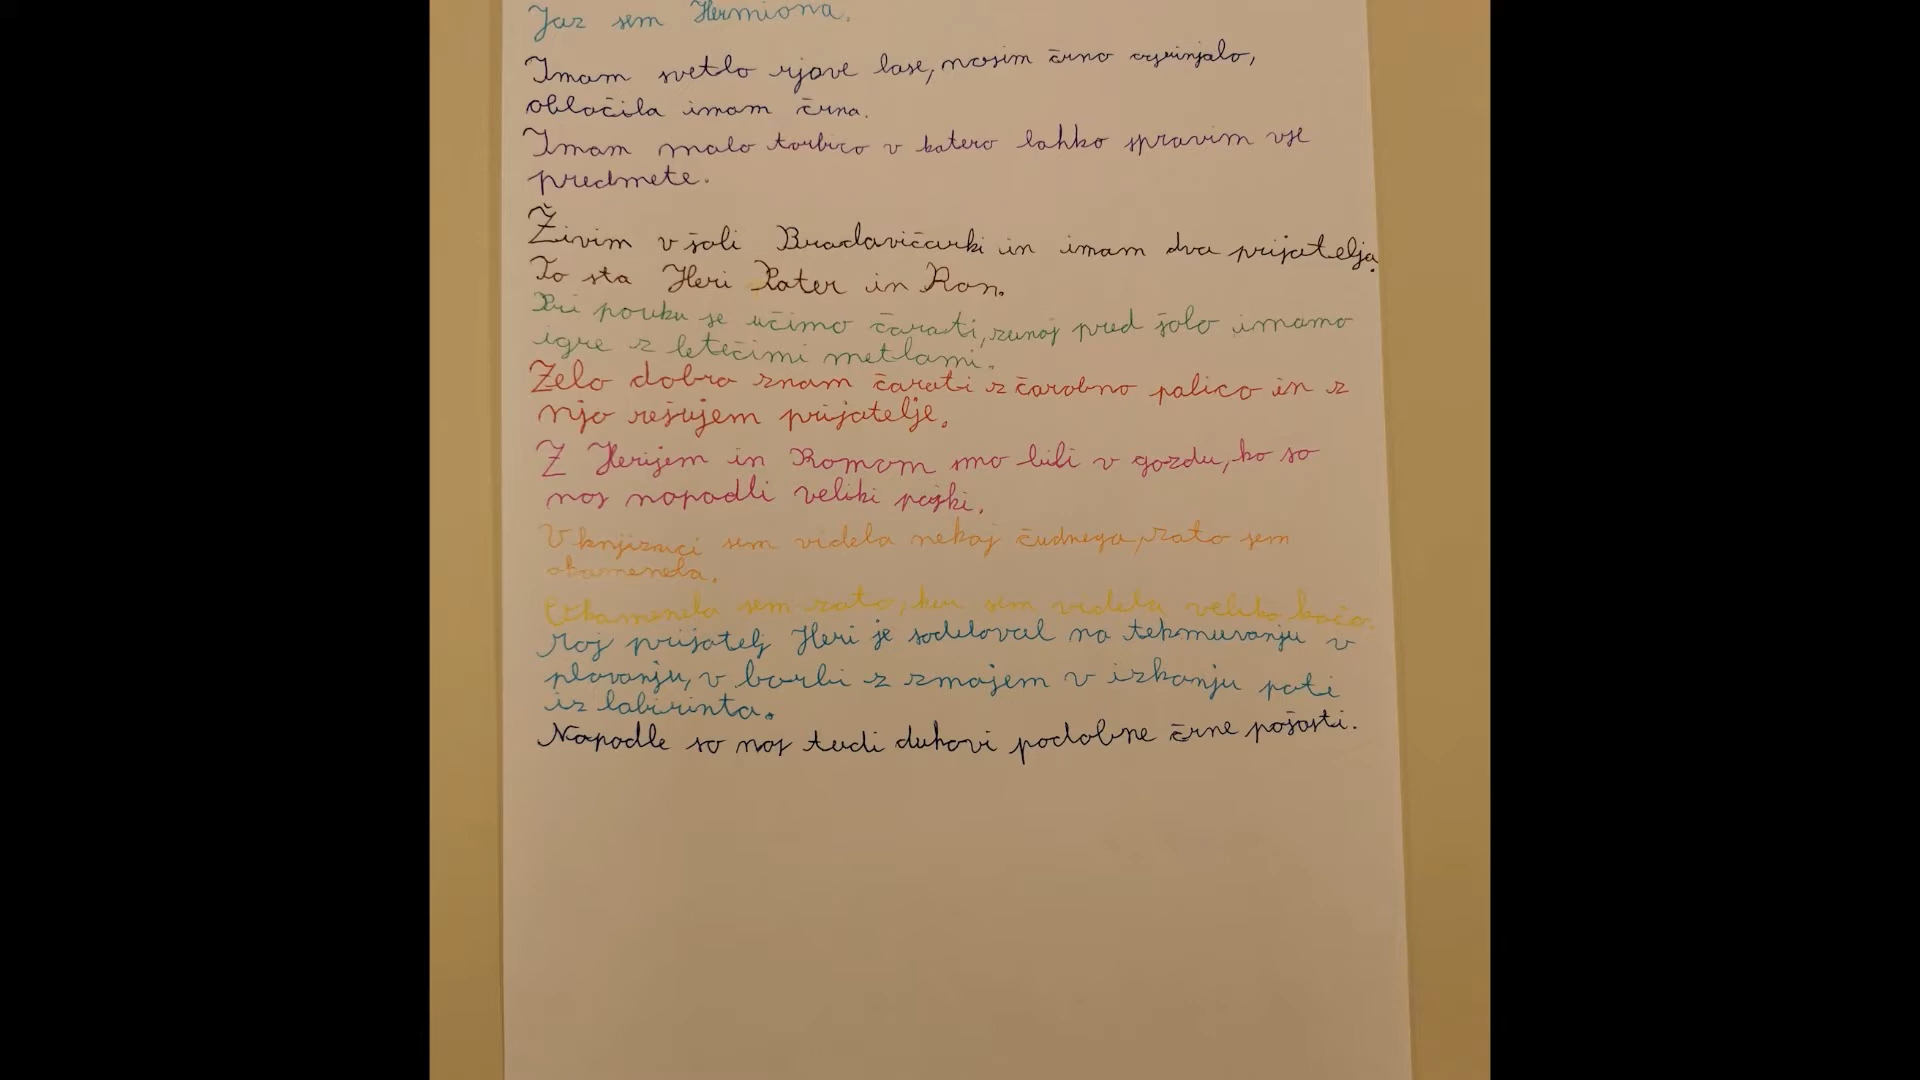 Jaz sem Hermiona.
Imam svetlo rjave lase, nosim črno ogrinjalo,
oblačila imam črna.
Imam malo torbico v katero lahko spravim vse
predmete.
Živim v šoli Bradavičarki in imam dva prijatelja.
To sta Heri Poter in Ron.
Pri pouku se učimo čarati, zunaj pred šolo imamo
igre z letečimi metlami.
Zelo dobro znam čarati z čarobno palico in z
njo rešujem prijatelje.
Z Herijem in Ronom smo bili v gozdu, ko so
nas napadli veliki pajki.
V knjiznici sem videla nekaj čudnega, zato sem
okamenela.
Okamenela sem zato, ker sem videla veliko kačo.
Moj prijatelj Heri je sodeloval na tekmuvanju v
plavanju, v borbi z zmajem v izkanju poti
iz labirinta.
Napadle so nas tudi duhovi podobne črne pošasti.